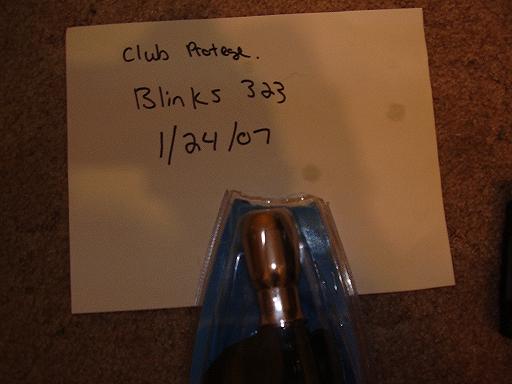 Club Protege.
Blinks 323
1/24/07